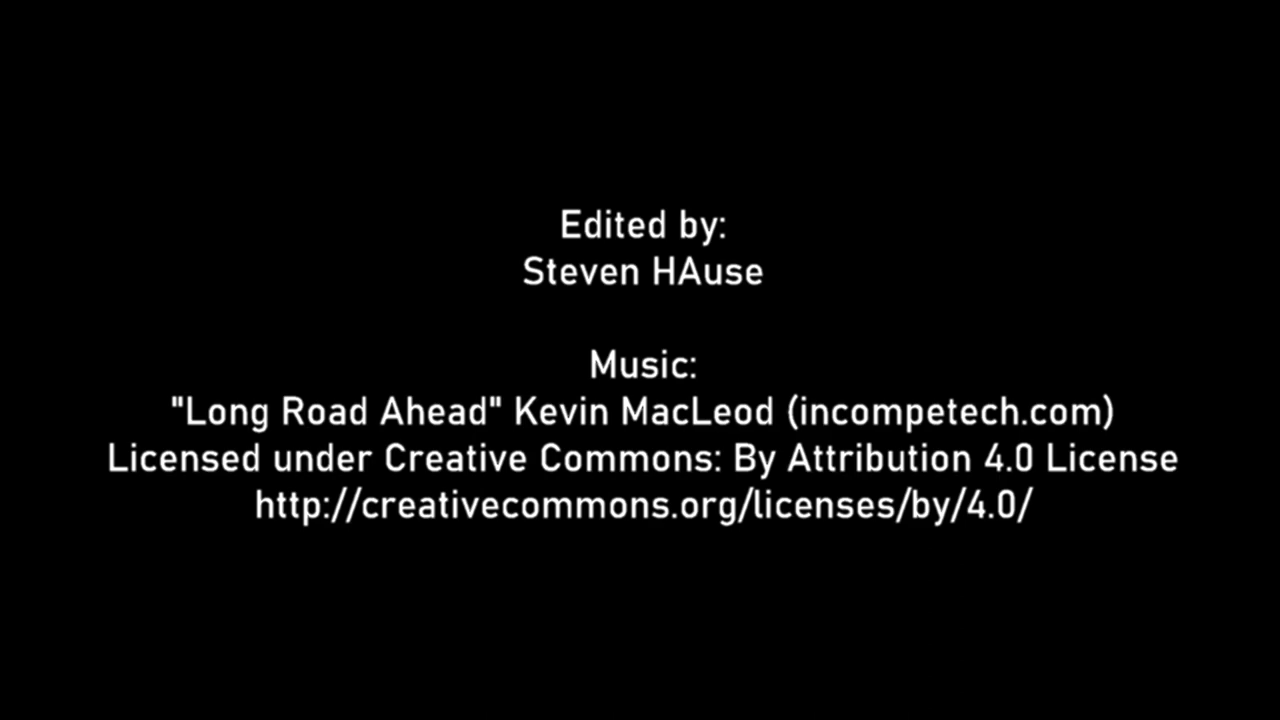 Edited by:
Steven HAuse
Music:
"Long Road Ahead" Kevin MacLeod (incompetech.com)
Licensed under Creative Commons: By Attribution 4.0 License
http://creativecommons.org/licenses/by/4.0/